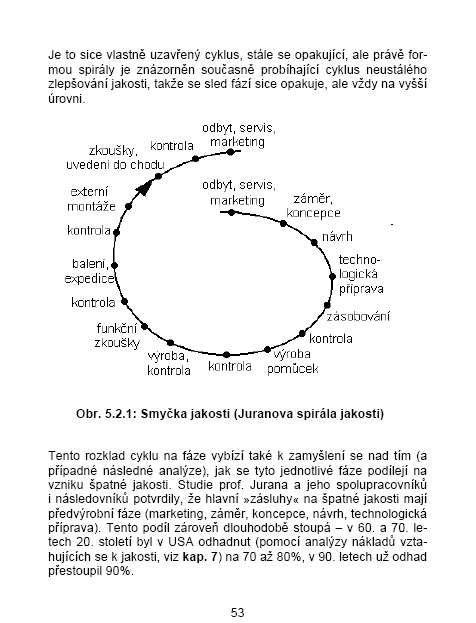 Je to sice vlastně uzavřený cyklus, stále se opakující, ale právě for-
mou spirály je znázorněn současně probíhající cyklus neustálého
zlepšování jakosti, takže se sled fází sice opakuje, ale vždy na vyšší
úrovni.
odbyt, servis,
marketing
kontrola
zkoušky,
uvedení do chodu
externí
montáže
kontrola
balení,
expedice
kontrola
funkční
zkoušky
výroba,
kontrola
kontrola
výroba
pomůcek
kontrola
zásobování
techno-
logická
příprava
návrh
záměr,
koncepce
odbyt, servis,
marketing
Obr. 5.2.1: Smyčka jakosti (Juranova spirála jakosti)
Tento rozklad cyklu na fáze vybízí také k zamyšlení se nad tím (a
případné následné analýze), jak se tyto jednotlivé fáze podílejí na
vzniku špatné jakosti. Studie prof. Jurana a jeho spolupracovníků
i následovníků potvrdily, že hlavní »zásluhy« na špatné jakosti mají
předvýrobní fáze (marketing, záměr, koncepce, návrh, technologická
příprava). Tento podíl zároveň dlouhodobě stoupá – v 60. a 70. le-
tech 20. století byl v USA odhadnut (pomocí analýzy nákladů vzta-
hujících se k jakosti, viz kap. 7) na 70 až 80%, v 90. letech už odhad
přestoupil 90%.
53